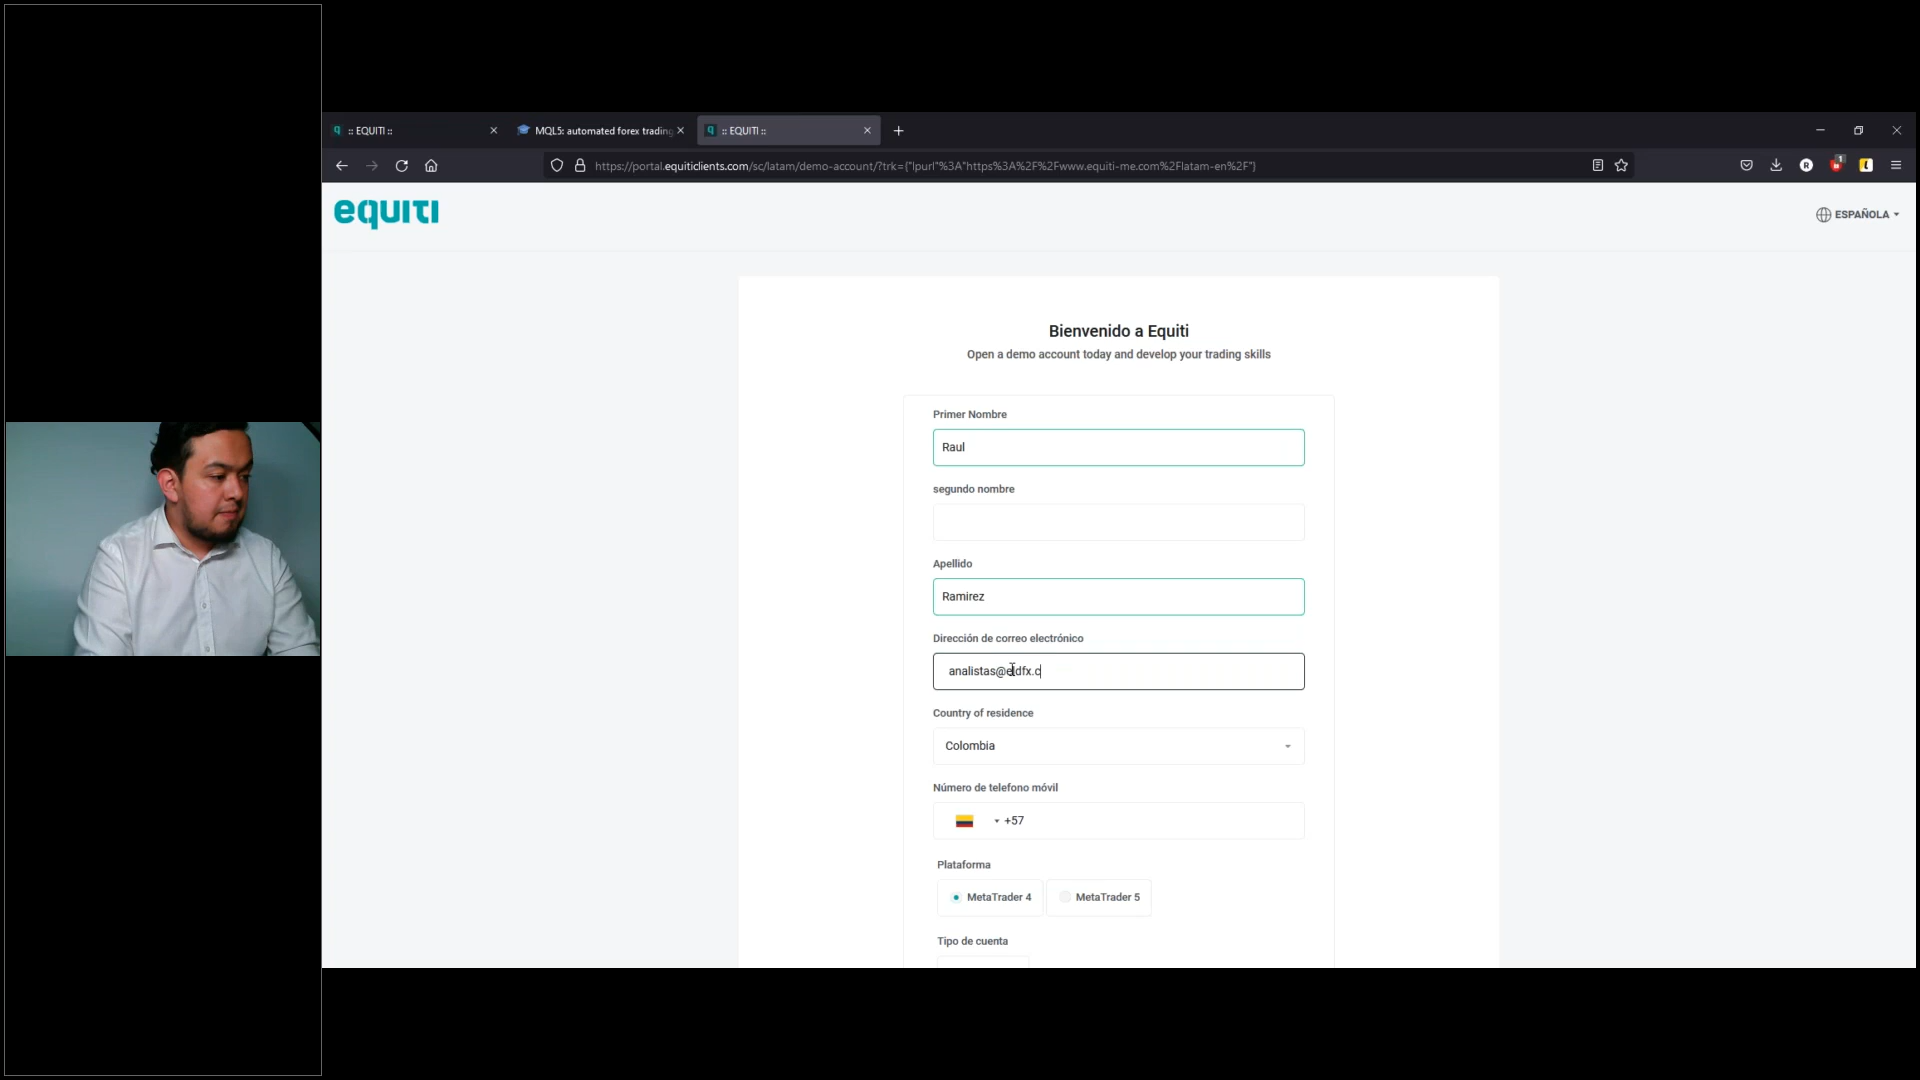 :: EQUITI ::
MQL5: automated forex trading
:: EQUITI ::
https://portal.equiticlients.com/sc/latam/demo-account/?trk={"lpurl"%3A"https%3A%2F%2Fwww.equiti-me.com%2Flatam-en%2F"}
R
1
equiti
ESPAÑOLA
Bienvenido a Equiti
Open a demo account today and develop your trading skills
Primer Nombre
Raul
segundo nombre
Apellido
Ramirez
Dirección de correo electrónico
Country of residence
Colombia
Número de telefono móvil
+57
Plataforma
MetaTrader 4
MetaTrader 5
Tipo de cuenta